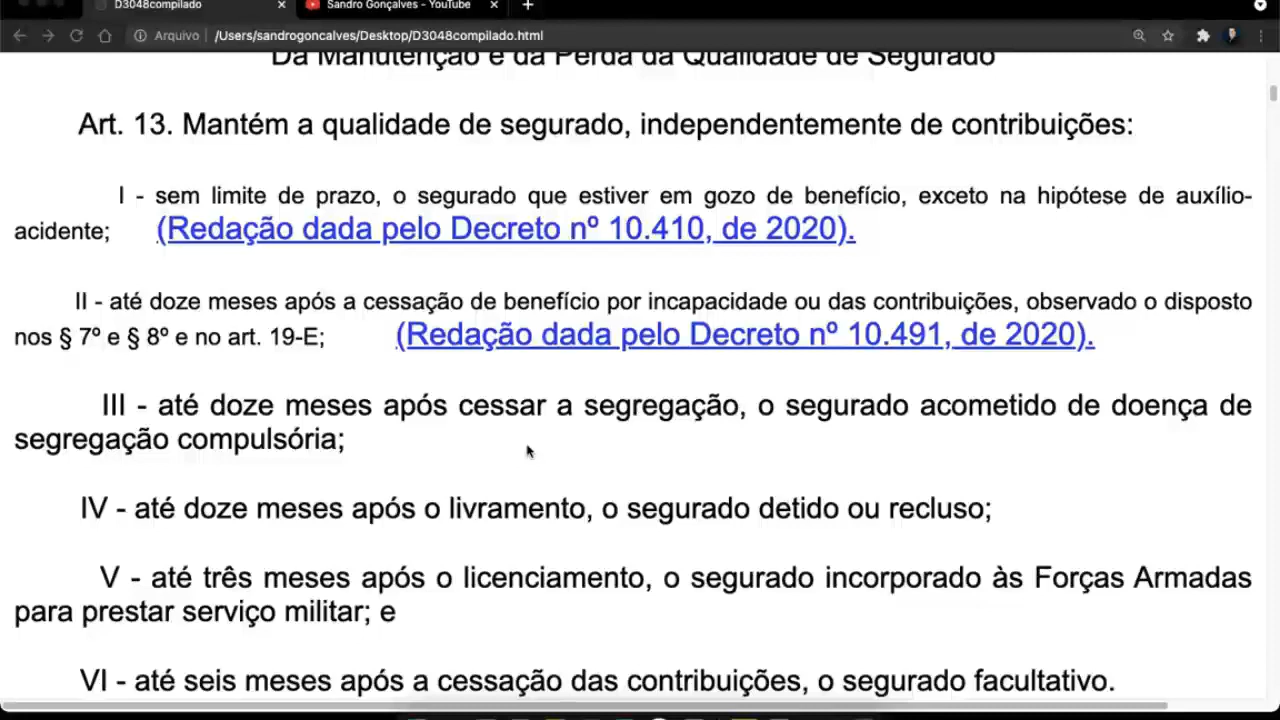 D3048compilado
Sandro Gonçalves - YouTube
Arquivo
/Users/sandrogoncalves/Desktop/D3048compilado.html
Da Manutenção e da Perda da Qualidade de Segurado
Art. 13. Mantém a qualidade de segurado, independentemente de contribuições:
I - sem limite de prazo, o segurado que estiver em gozo de benefício, exceto na hipótese de auxílio-
acidente; (Redação dada pelo Decreto nº 10.410, de 2020).
II - até doze meses após a cessação de benefício por incapacidade ou das contribuições, observado o disposto
nos § 7º e § 8º e no art. 19-E; (Redação dada pelo Decreto nº 10.491, de 2020).
III - até doze meses após cessar a segregação, o segurado acometido de doença de
segregação compulsória;
IV - até doze meses após o livramento, o segurado detido ou recluso;
V - até três meses após o licenciamento, o segurado incorporado às Forças Armadas
para prestar serviço militar; e
VI - até seis meses após a cessação das contribuições, o segurado facultativo.